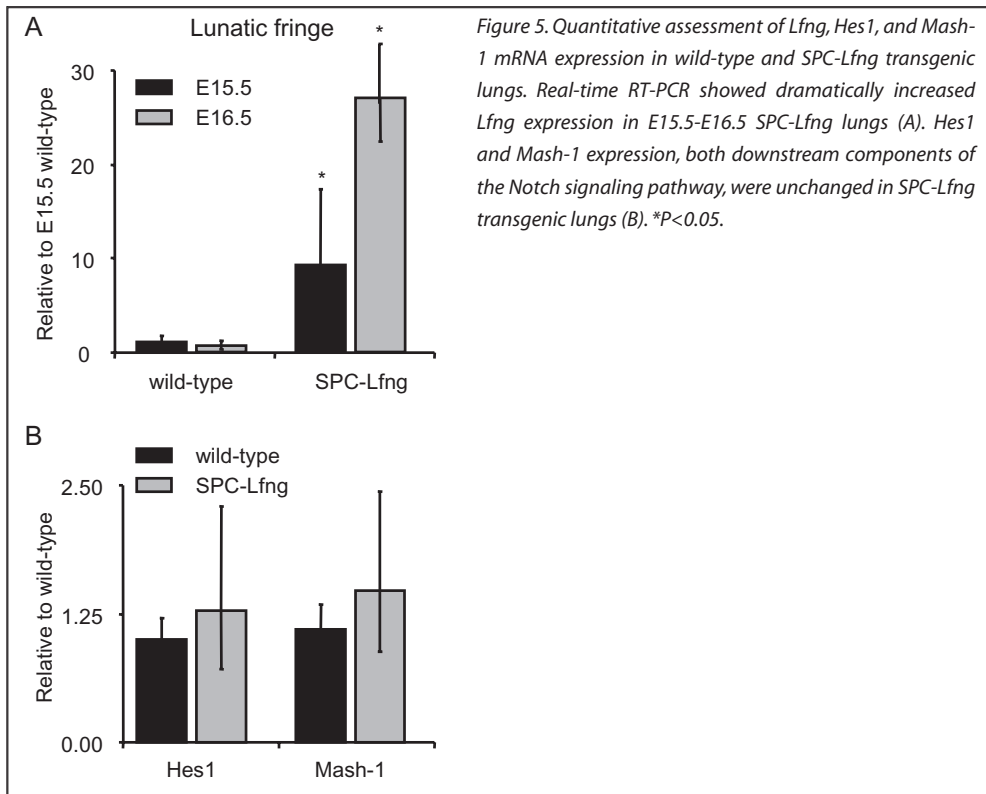 A
Lunatic fringe
*
*
30
20
10
0
Relative to E15.5 wild-type
E15.5
E16.5
wild-type SPC-Lfng
B
wild-type
SPC-Lfng
2.50
1.25
0.00
Relative to wild-type
Hes1 Mash-1
Figure 5. Quantitative assessment of Lfng, Hes1, and Mash-
1 mRNA expression in wild-type and SPC-Lfng transgenic
lungs. Real-time RT-PCR showed dramatically increased
Lfng expression in E15.5-E16.5 SPC-Lfng lungs (A). Hes1
and Mash-1 expression, both downstream components of
the Notch signaling pathway, were unchanged in SPC-Lfng
transgenic lungs (B). *P<0.05.